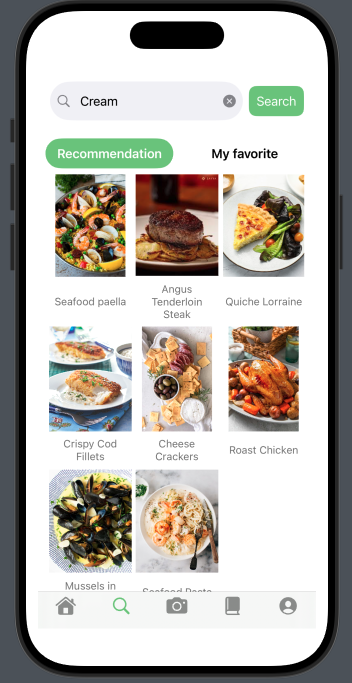 Cream
Search
Recommendation
My favorite
Seafood paella
Angus
Tenderloin
Steak
Quiche Lorraine
Crispy Cod
Fillets
Cheese
Crackers
Roast Chicken
Mussels in
Seafood Pasta